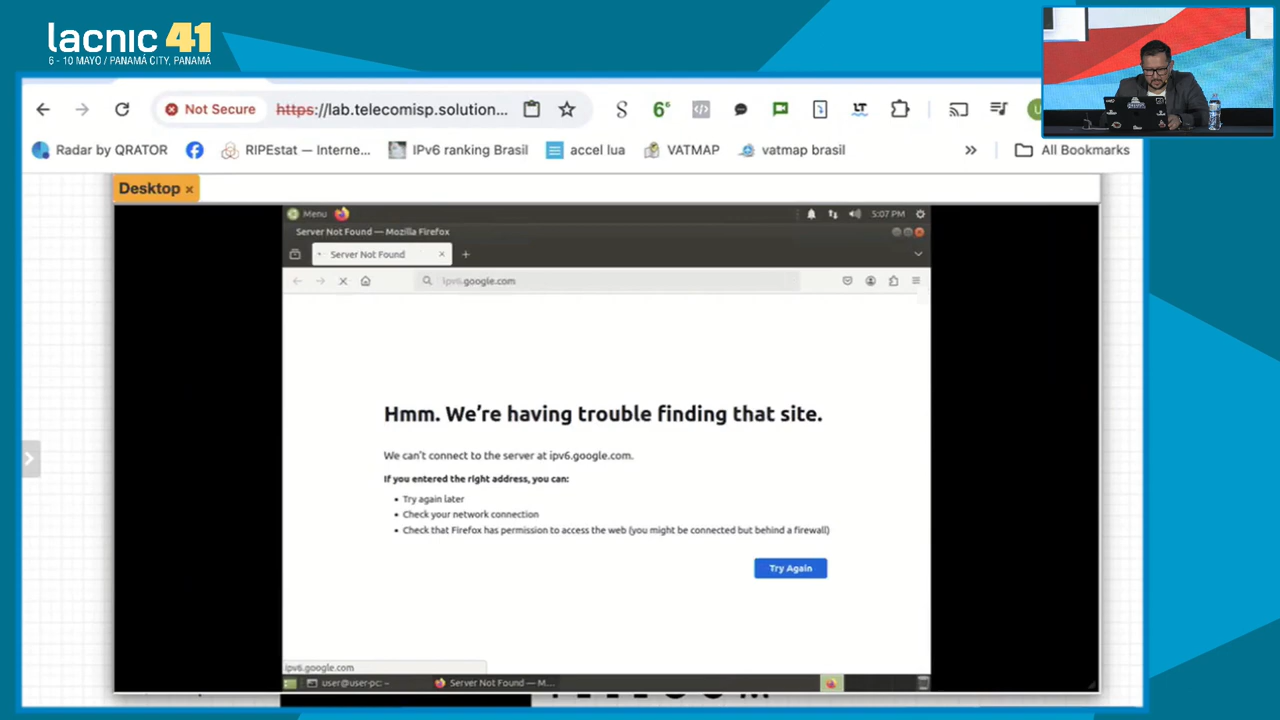 lacnic 41
6 - 10 MAYO / PANAMÁ CITY, PANAMÁ
Not Secure
https://lab.telecomisp.solution...
Radar by QRATOR
RIPEstat — Interne...
IPv6 ranking Brasil
accel lua
VATMAP
vatmap brasil
»
All Bookmarks
Desktop ×
Menu
5:07 PM
Server Not Found — Mozilla Firefox
Server Not Found
ipv6.google.com
Hmm. We're having trouble finding that site.
We can't connect to the server at ipv6.google.com.
If you entered the right address, you can:
• Try again later
• Check your network connection
• Check that Firefox has permission to access the web (you might be connected but behind a firewall)
Try Again
ipv6.google.com
user@user-pc: ~
Server Not Found — M...